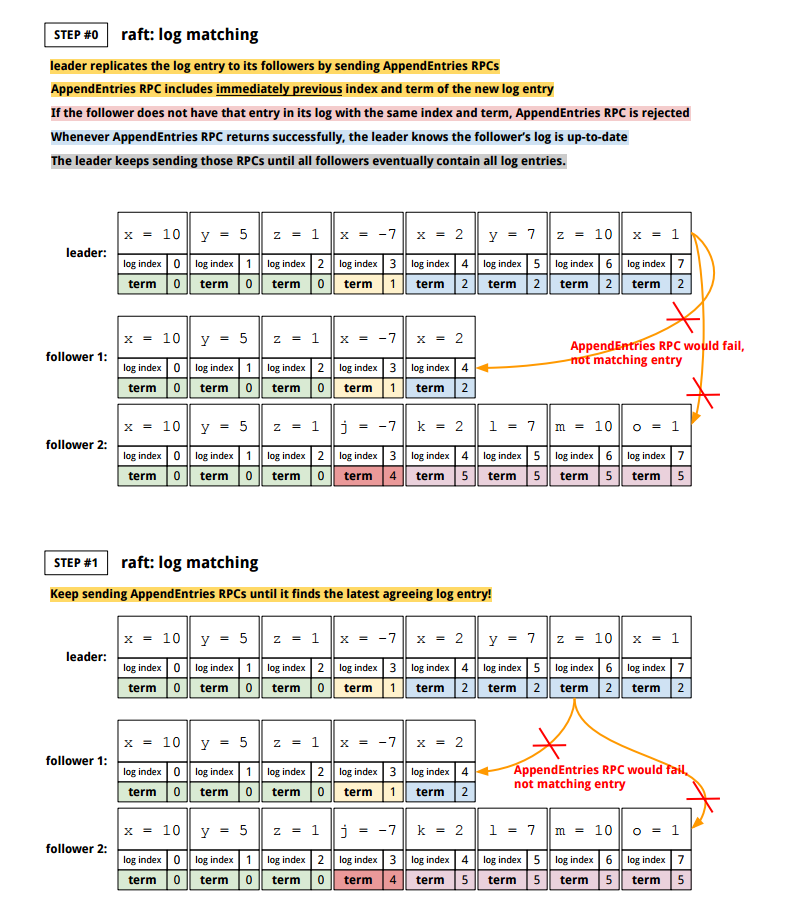 STEP #0 raft: log matching
leader replicates the log entry to its followers by sending AppendEntries RPCs
AppendEntries RPC includes immediately previous index and term of the new log entry
If the follower does not have that entry in its log with the same index and term, AppendEntries RPC is rejected
Whenever AppendEntries RPC returns successfully, the leader knows the follower's log is up-to-date
The leader keeps sending those RPCs until all followers eventually contain all log entries.
x = 10 y = 5 z = 1 x = -7 x = 2 y = 7 z = 10 x = 1
leader:
log index 0 log index 1 log index 2 log index 3 log index 4 log index 5 log index 6 log index 7
term 0 term 0 term 0 term 1 term 2 term 2 term 2 term 2
x = 10 y = 5 z = 1 x = -7 x = 2
AppendEntries RPC would fail,
not matching entry
follower 1:
log index 0 log index 1 log index 2 log index 3 log index 4
term 0 term 0 term 0 term 1 term 2
x = 10 y = 5 z = 1 j = -7 k = 2 l = 7 m = 10 o = 1
follower 2:
log index 0 log index 1 log index 2 log index 3 log index 4 log index 5 log index 6 log index 7
term 0 term 0 term 0 term 4 term 5 term 5 term 5 term 5
STEP #1 raft: log matching
Keep sending AppendEntries RPCs until it finds the latest agreeing log entry!
x = 10 y = 5 z = 1 x = -7 x = 2 y = 7 z = 10 x = 1
leader:
log index 0 log index 1 log index 2 log index 3 log index 4 log index 5 log index 6 log index 7
term 0 term 0 term 0 term 1 term 2 term 2 term 2 term 2
x = 10 y = 5 z = 1 x = -7 x = 2
follower 1:
log index 0 log index 1 log index 2 log index 3 log index 4
AppendEntries RPC would fail,
not matching entry
term 0 term 0 term 0 term 1 term 2
x = 10 y = 5 z = 1 j = -7 k = 2 l = 7 m = 10 o = 1
follower 2:
log index 0 log index 1 log index 2 log index 3 log index 4 log index 5 log index 6 log index 7
term 0 term 0 term 0 term 4 term 5 term 5 term 5 term 5